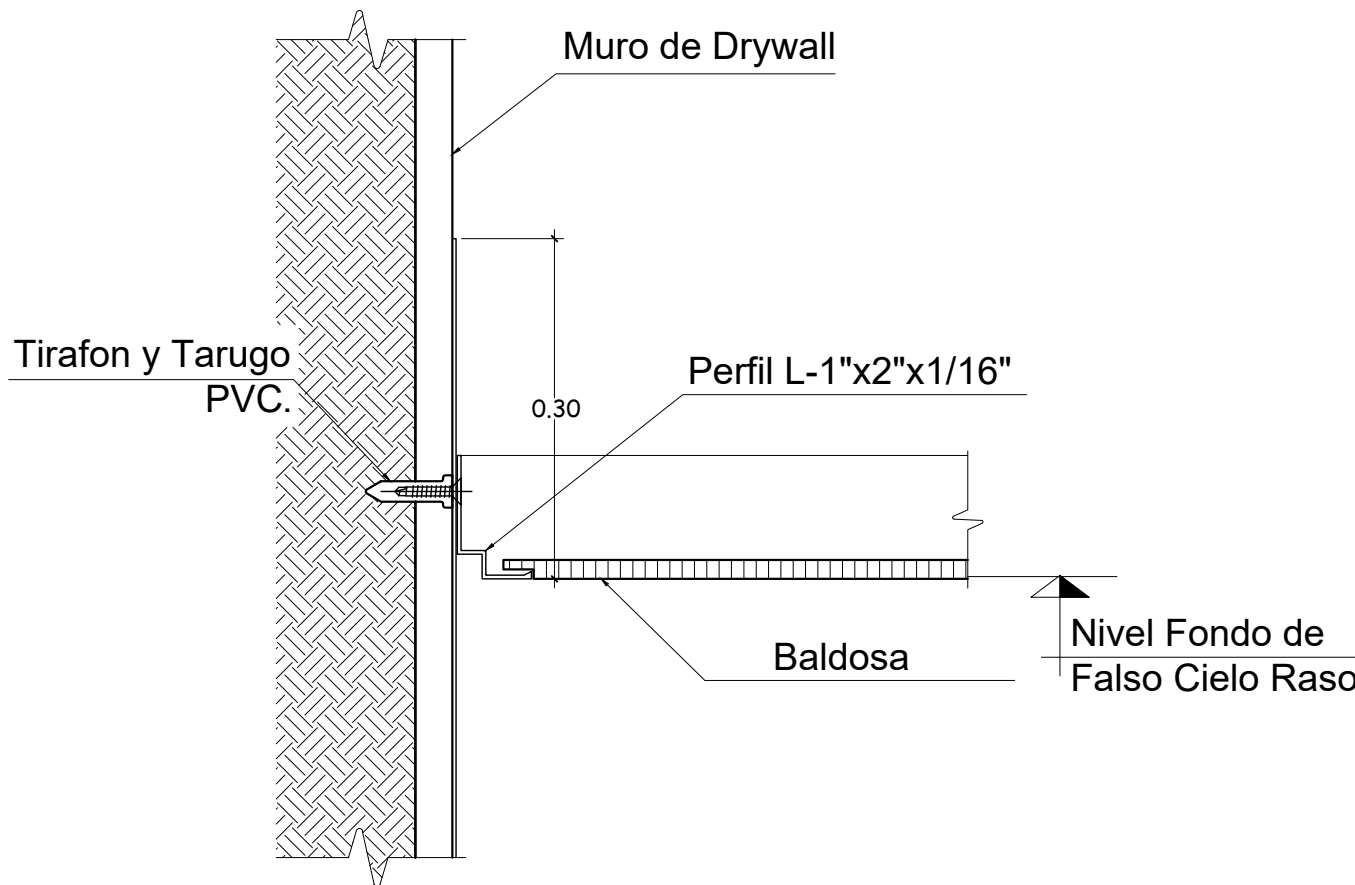 Muro de Drywall
Tirafon y Tarugo
PVC.
Perfil L-1"x2"x1/16"
0.30
Baldosa
Nivel Fondo de
Falso Cielo Raso